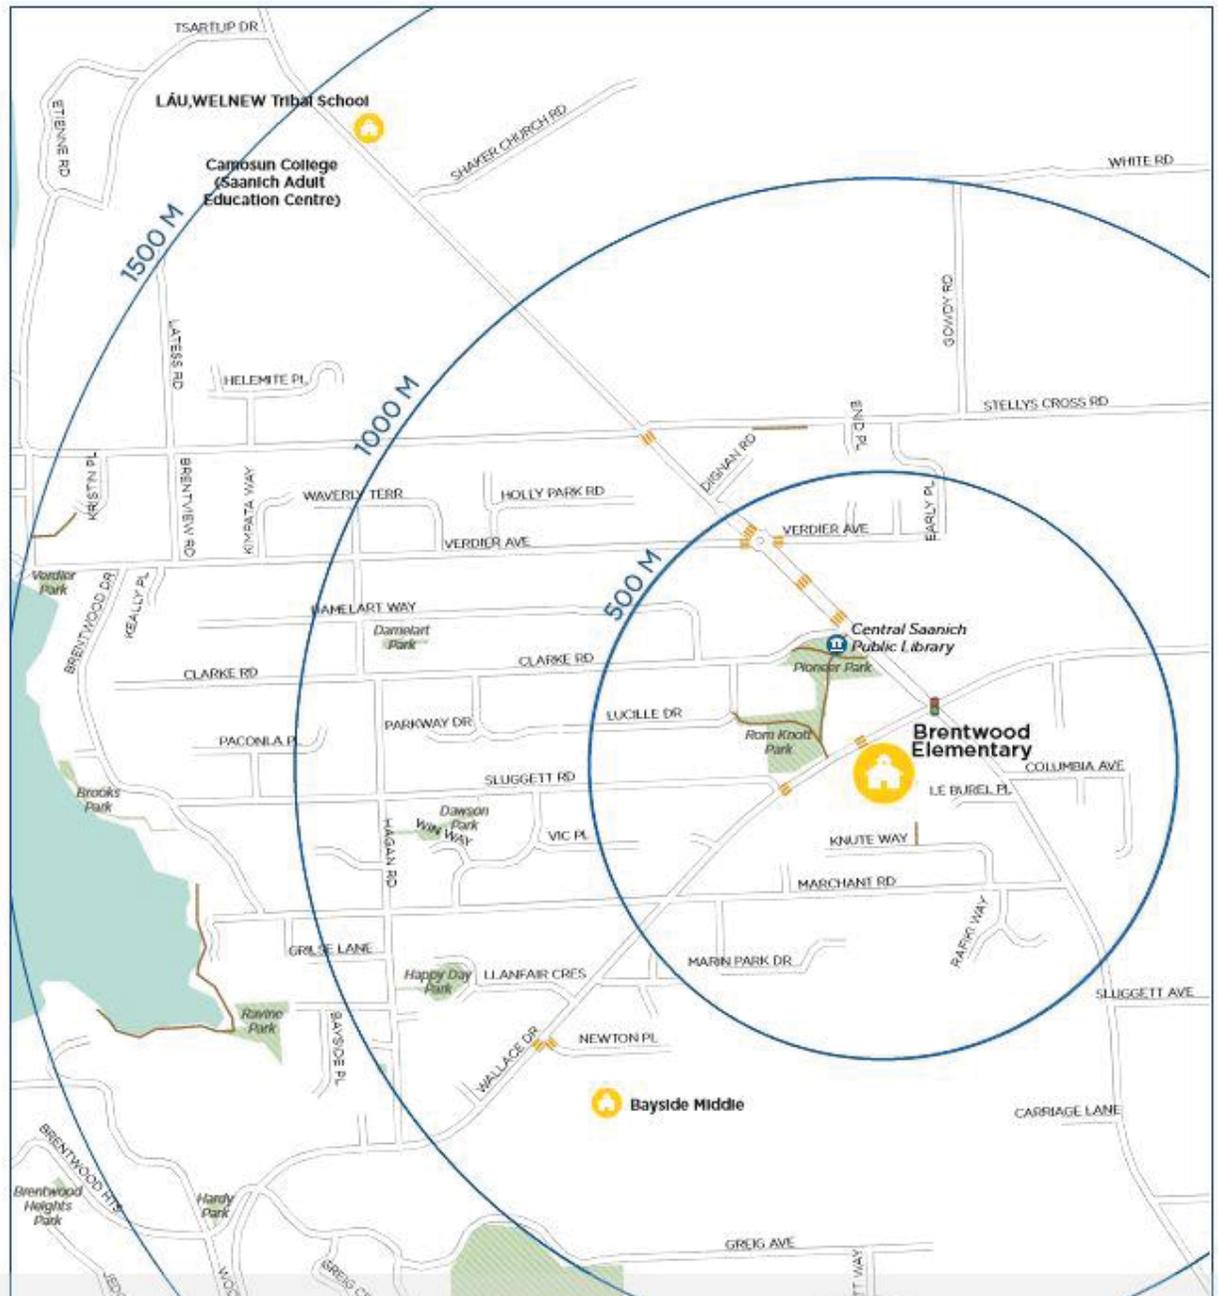 TSARTLIP DR
LÁU,WELNEW Tribal School
ETIENNE RD
SHAKER CHURCH RD
Camosun College
(Saanich Adult
Education Centre)
WHITE RD
1500 M
GOWDY RD
LATESS RD
HELEMITE PL
1000 M
STELLYS CROSS RD
ENID PL
DIGNAN RD
KRISTIN PL
BRENTVIEW RD
KIMPATA WAY
WAVERLY TERR
HOLLY PARK RD
EARLY PL
VERDIER AVE
VERDIER AVE
500 M
Verdier
Park
BRENTWOOD DR
KEALLY PL
DAMELART WAY
Damelart
Park
Central Saanich
Public Library
CLARKE RD
CLARKE RD
Pioneer Park
PARKWAY DR
LUCILLE DR
Rom Knott
Park
Brentwood
Elementary
PACONLA PL
SLUGGETT RD
COLUMBIA AVE
LE BUREL PL
Brooks
Park
Dawson
Park
WIN WAY
VIC PL
KNUTE WAY
HAGAN RD
MARCHANT RD
RAFIKI WAY
GRILSE LANE
MARIN PARK DR
Happy Day
Park
LLANFAIR CRES
SLUGGETT AVE
Ravine
Park
BAYSIDE PL
WALLACE DR
NEWTON PL
Bayside Middle
CARRIAGE LANE
BRENTWOOD HTS
Brentwood
Heights
Park
Hardy
Park
GREIG AVE
GREIG C
TT WAY
WOO